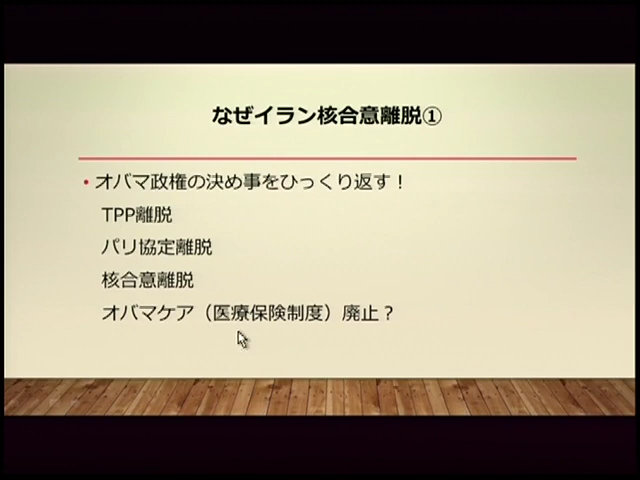 なぜイラン核合意離脱①
• オバマ政権の決め事をひっくり返す！
TPP離脱
パリ協定離脱
核合意離脱
オバマケア（医療保険制度）廃止？